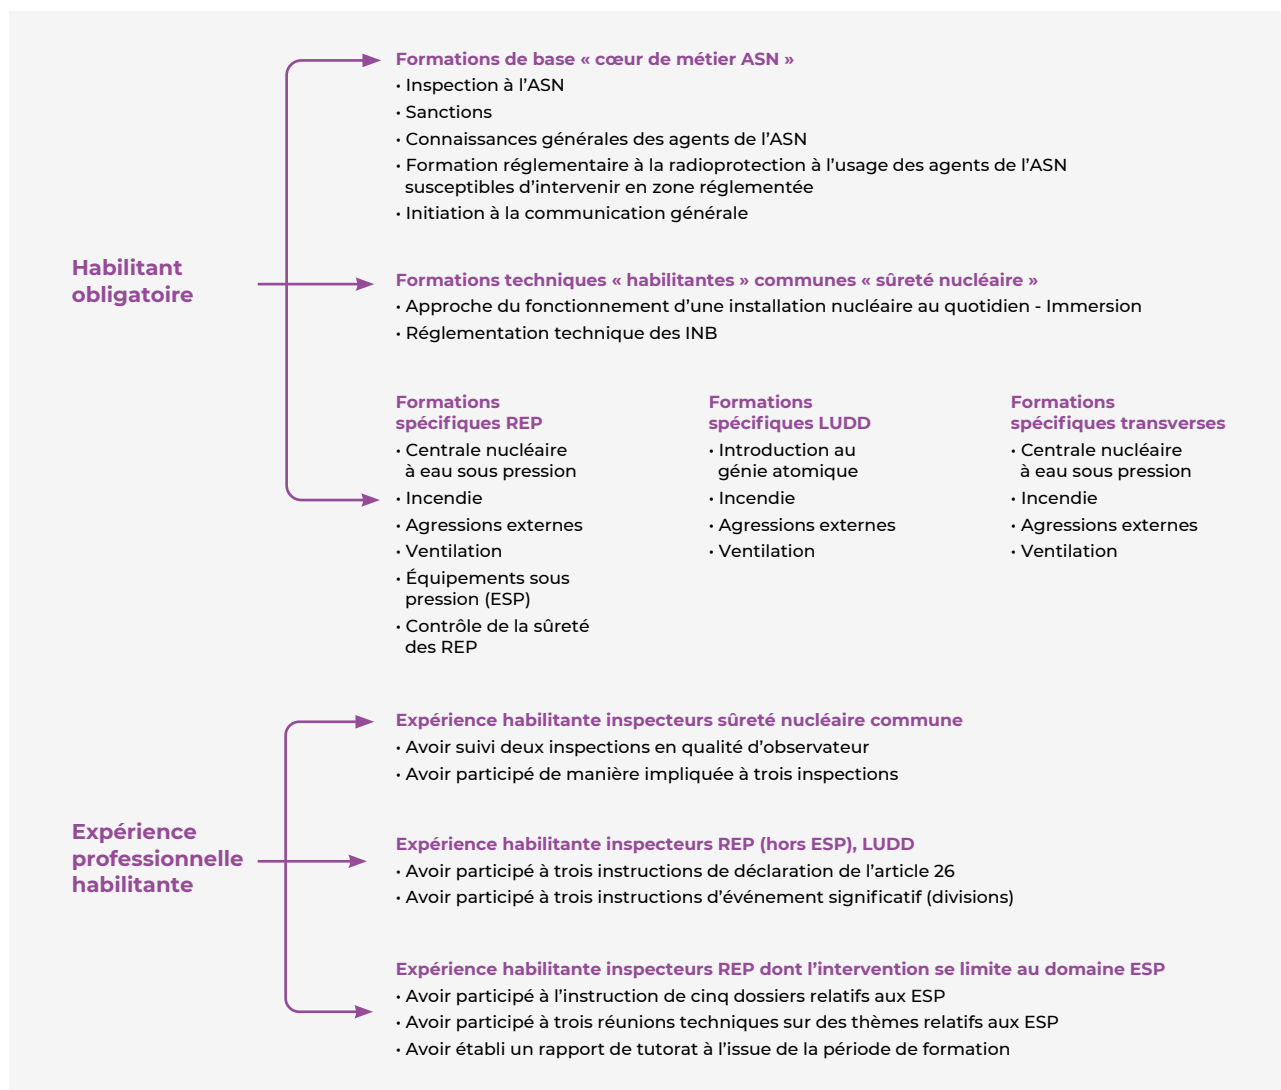 Habilitant
obligatoire
Formations de base « cœur de métier ASN »
• Inspection à l’ASN
• Sanctions
• Connaissances générales des agents de l’ASN
• Formation réglementaire à la radioprotection à l’usage des agents de l’ASN
susceptibles d’intervenir en zone réglementée
• Initiation à la communication générale
Formations techniques « habilitantes » communes « sûreté nucléaire »
• Approche du fonctionnement d’une installation nucléaire au quotidien - Immersion
• Réglementation technique des INB
Formations
spécifiques REP
• Centrale nucléaire
à eau sous pression
• Incendie
• Agressions externes
• Ventilation
• Équipements sous
pression (ESP)
• Contrôle de la sûreté
des REP
Formations
spécifiques LUDD
• Introduction au
génie atomique
• Incendie
• Agressions externes
• Ventilation
Formations
spécifiques transverses
• Centrale nucléaire
à eau sous pression
• Incendie
• Agressions externes
• Ventilation
Expérience
professionnelle
habilitante
Expérience habilitante inspecteurs sûreté nucléaire commune
• Avoir suivi deux inspections en qualité d’observateur
• Avoir participé de manière impliquée à trois inspections
Expérience habilitante inspecteurs REP (hors ESP), LUDD
• Avoir participé à trois instructions de déclaration de l’article 26
• Avoir participé à trois instructions d’événement significatif (divisions)
Expérience habilitante inspecteurs REP dont l’intervention se limite au domaine ESP
• Avoir participé à l’instruction de cinq dossiers relatifs aux ESP
• Avoir participé à trois réunions techniques sur des thèmes relatifs aux ESP
• Avoir établi un rapport de tutorat à l’issue de la période de formation